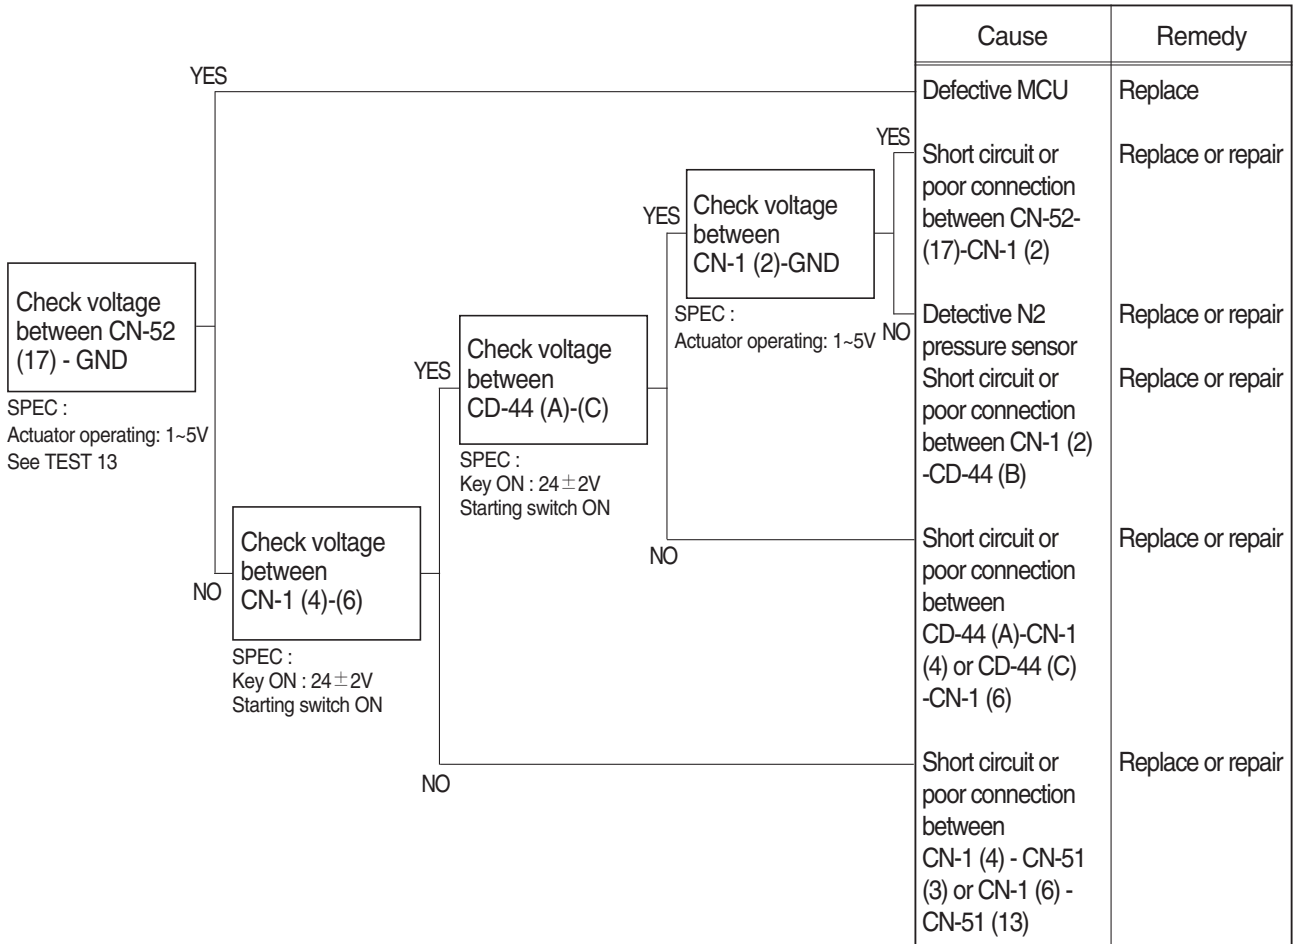 Cause
Remedy
YES
Defective MCU
Replace
YES
Short circuit or
poor connection
between CN-52-
(17)-CN-1 (2)
Replace or repair
YES
Check voltage
between
CN-1 (2)-GND
SPEC :
Actuator operating: 1~5V
NO
Detective N2
pressure sensor
Replace or repair
Short circuit or
poor connection
between CN-1 (2)
-CD-44 (B)
Replace or repair
Check voltage
between CN-52
(17) - GND
SPEC :
Actuator operating: 1~5V
See TEST 13
YES
Check voltage
between
CD-44 (A)-(C)
SPEC :
Key ON : 24±2V
Starting switch ON
NO
Short circuit or
poor connection
between
CD-44 (A)-CN-1
(4) or CD-44 (C)
-CN-1 (6)
Replace or repair
NO
Check voltage
between
CN-1 (4)-(6)
SPEC :
Key ON : 24±2V
Starting switch ON
NO
Short circuit or
poor connection
between
CN-1 (4) - CN-51
(3) or CN-1 (6) -
CN-51 (13)
Replace or repair